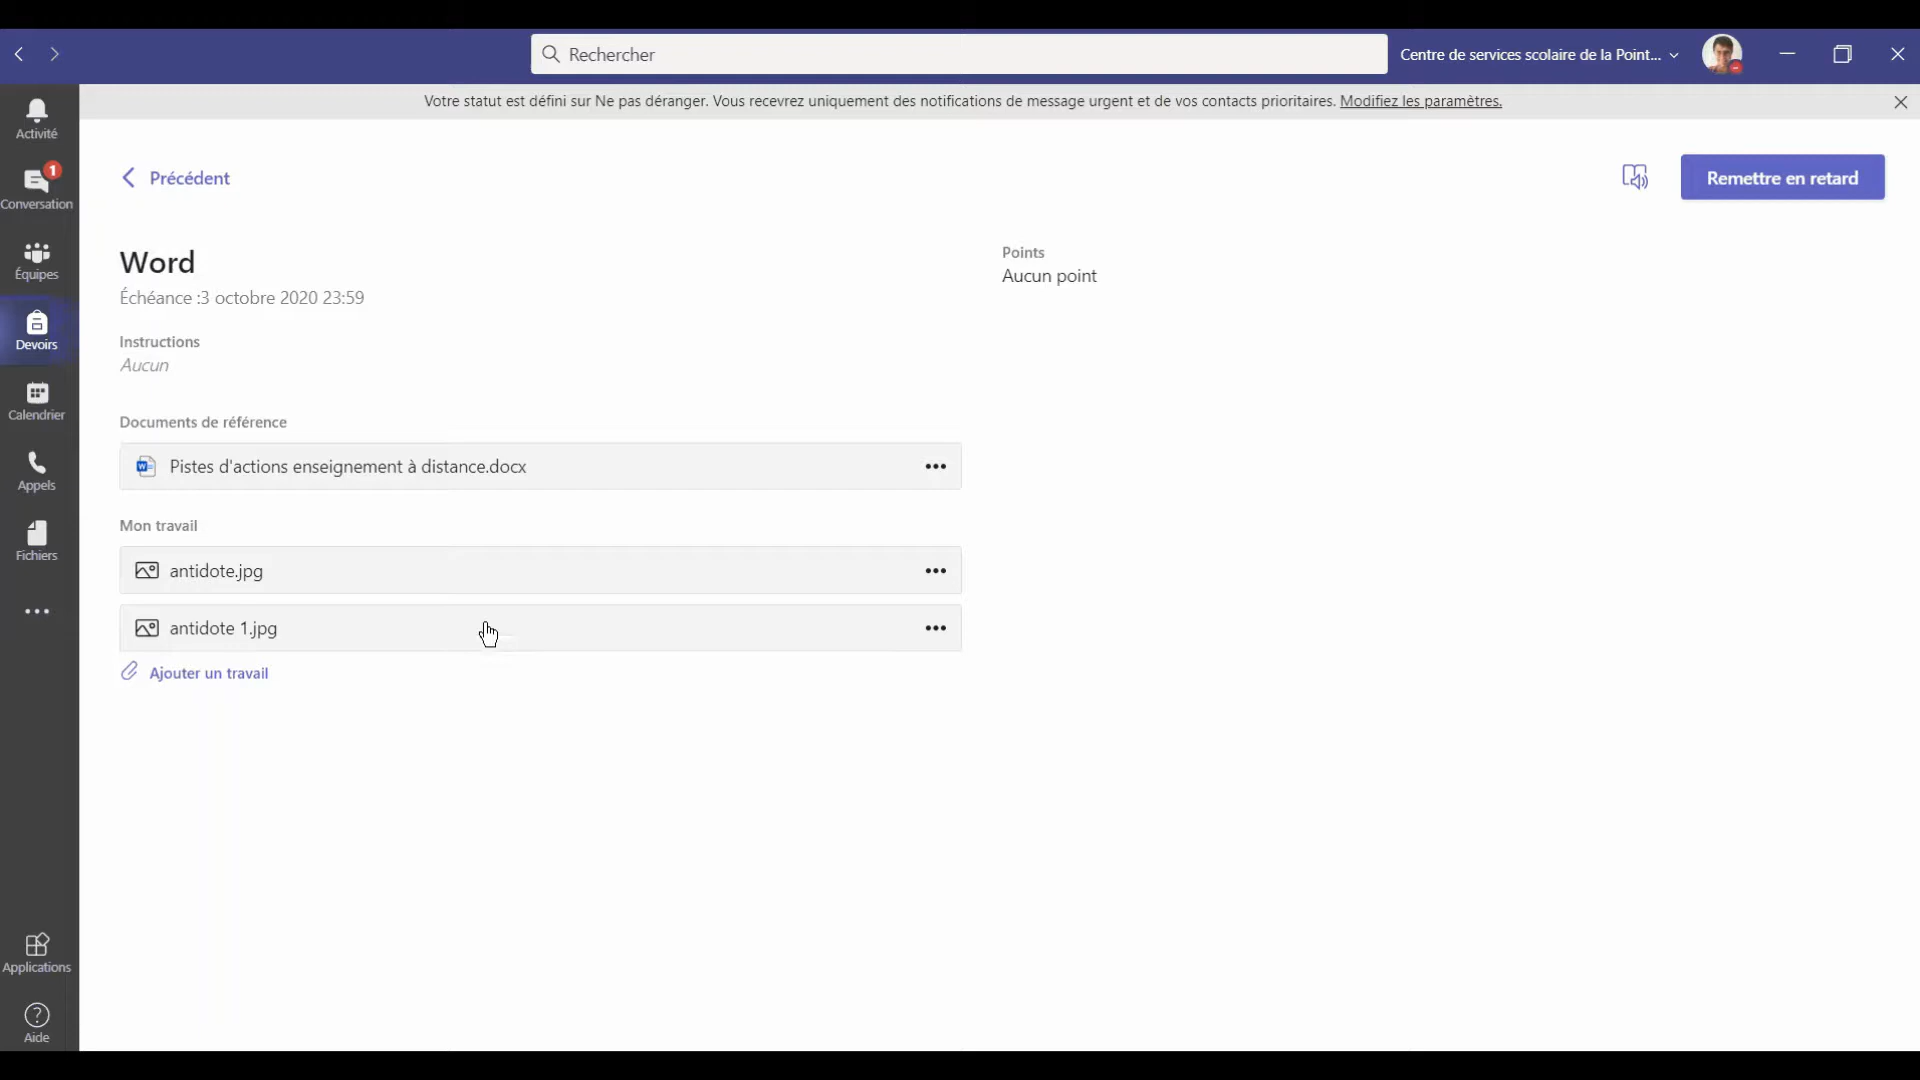 Rechercher
Centre de services scolaire de la Point...
Votre statut est défini sur Ne pas déranger. Vous recevrez uniquement des notifications de message urgent et de vos contacts prioritaires. Modifiez les paramètres.
Activité
1
Conversation
Équipes
Devoirs
Calendrier
Appels
Fichiers
Applications
Aide
Précédent
Remettre en retard
Word
Échéance :3 octobre 2020 23:59
Points
Aucun point
Instructions
Aucun
Documents de référence
Pistes d'actions enseignement à distance.docx
Mon travail
antidote.jpg
antidote 1.jpg
Ajouter un travail